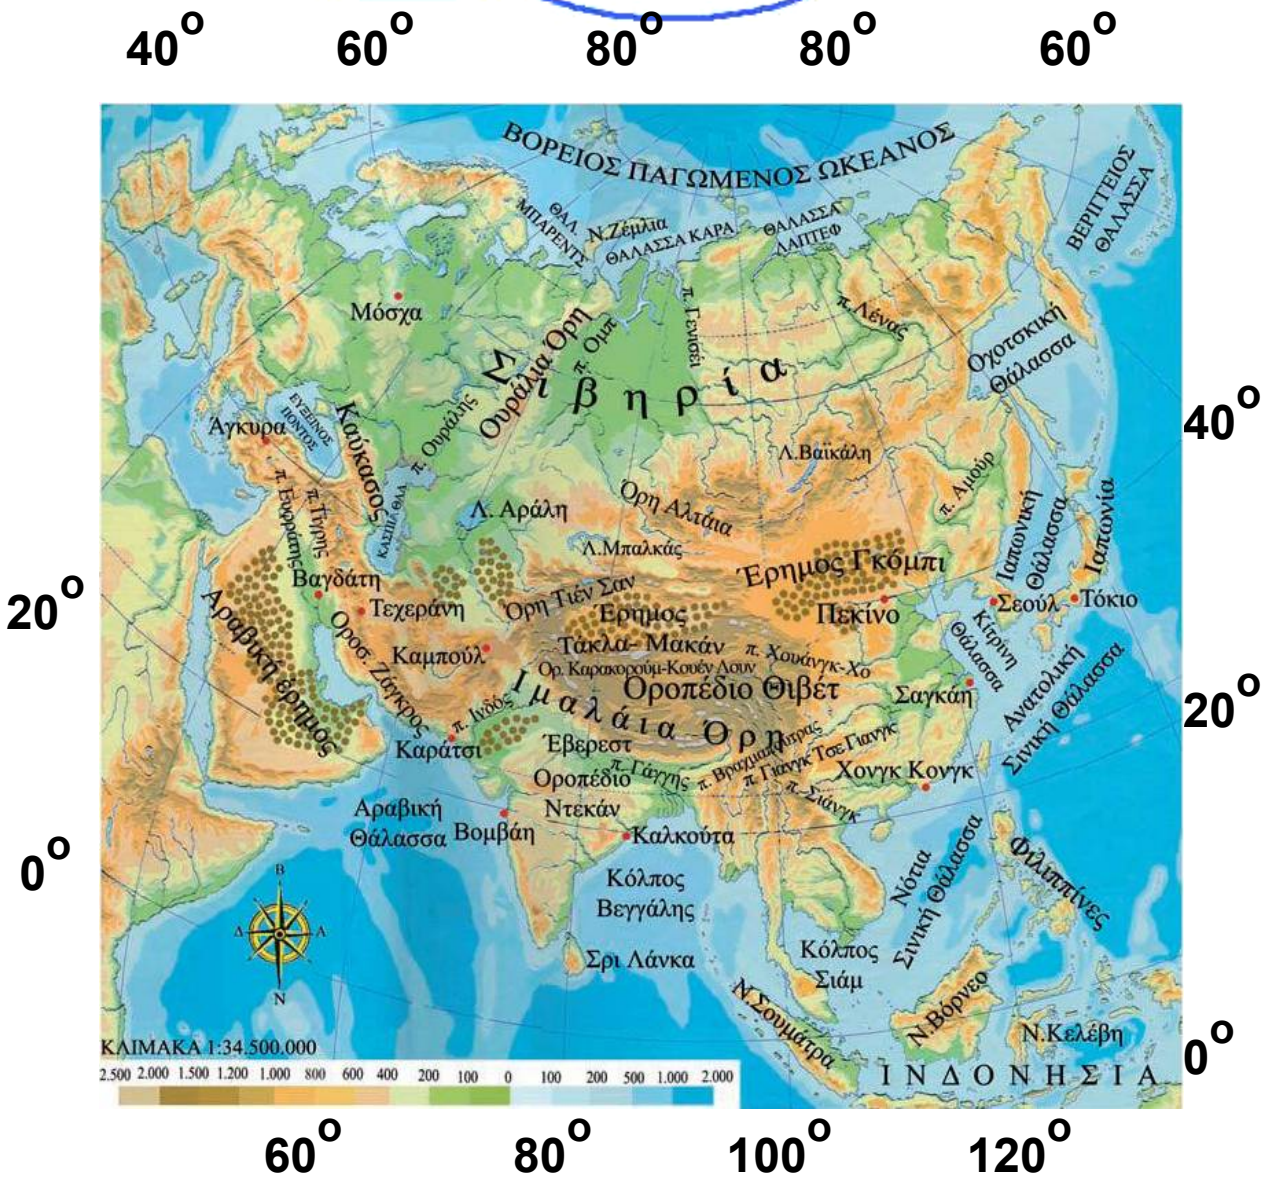 40° 60° 80° 80° 60°
ΒΟΡΕΙΟΣ ΠΑΓΩΜΕΝΟΣ ΩΚΕΑΝΟΣ
ΒΕΡΙΓΓΕΙΟΣ
ΘΑΛΑΣΣΑ
ΘΑΛ.
ΜΠΑΡΕΝΤΣ
Ν.Ζέμλια
ΘΑΛΑΣΣΑ ΚΑΡΑ
ΘΑΛΑΣΣΑ
ΛΑΠΤΕΦ
Μόσχα
Ουράλια Όρη
π. Ομπ
π. Γενισέι
π. Λένας
Οχοτσκική
Θάλασσα
Σιβηρία
40°
Άγκυρα
ΕΥΞΕΙΝΟΣ
ΠΟΝΤΟΣ
Καύκασος
π. Ουράλης
Λ.Βαϊκάλη
π. Αμούρ
π. Ευφράτης
π. Τίγρης
ΚΑΣΠΙΑ ΘΑΛ
Λ. Αράλη
Όρη Αλτάια
Λ.Μπαλκάς
Ιαπωνική
Θάλασσα
Ιαπωνία
20°
Βαγδάτη
Τεχεράνη
Όρη Τιέν Σαν
Έρημος Γκόμπι
Έρημος
Τάκλα- Μακάν
Πεκίνο
Σεούλ
Τόκιο
Αραβική έρημος
Οροσ. Ζάγκρος
Καμπούλ
Ορ. Καρακορούμ-Κουέν Λουν
π. Χουάνγκ-Χο
Κίτρινη
Θάλασσα
Οροπέδιο Θιβέτ
Σαγκάη
Ανατολική
Σινική Θάλασσα
20°
Ιμαλάια Όρη
π. Ινδός
Καράτσι
Έβερεστ
π. Γάγγης
π. Βραχμαπούτρας
π. Γιανγκ Τσε Γιανγκ
π. Σιάνγκ
Χονγκ Κονγκ
Οροπέδιο
Ντεκάν
Αραβική
Θάλασσα
Βομβάη
Καλκούτα
0°
Κόλπος
Βεγγάλης
Νότια
Σινική Θάλασσα
Φιλιππίνες
Β
Δ Α
Ν
Σρι Λάνκα
Κόλπος
Σιάμ
Ν.Σουμάτρα
Ν.Βόρνεο
Ν.Κελέβη
0°
ΙΝΔΟΝΗΣΙΑ
ΚΛΙΜΑΚΑ 1:34.500.000
2.500 2.000 1.500 1.200 1.000 800 600 400 200 100 0 100 200 500 1.000 2.000
60° 80° 100° 120°